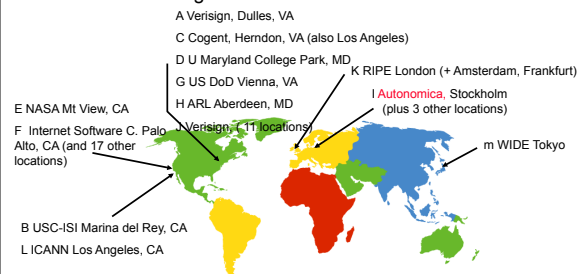 A Verisign, Dulles, VA
C Cogent, Herndon, VA (also Los Angeles)
D U Maryland College Park, MD
G US DoD Vienna, VA
H ARL Aberdeen, MD
J Verisign, ( 11 locations)
K RIPE London (+ Amsterdam, Frankfurt)
I Autonomica, Stockholm
(plus 3 other locations)
E NASA Mt View, CA
F Internet Software C. Palo
Alto, CA (and 17 other
locations)
m WIDE Tokyo
B USC-ISI Marina del Rey, CA
L ICANN Los Angeles, CA